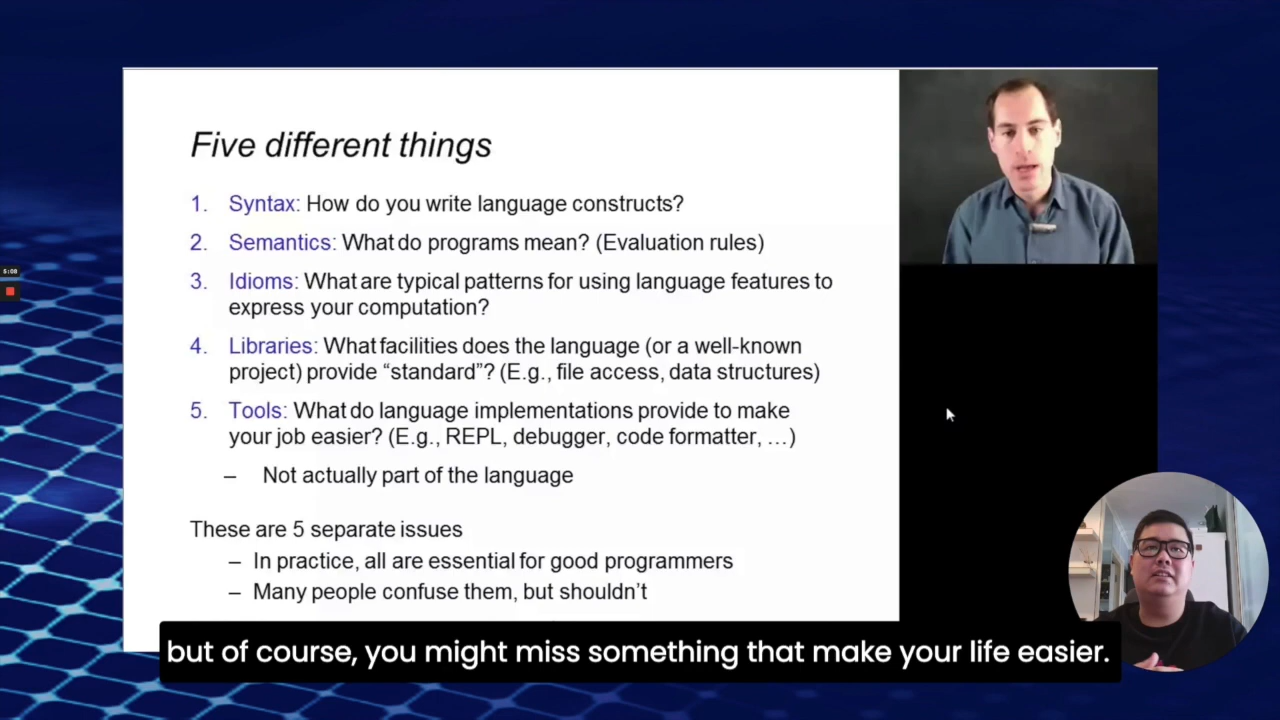 Five different things
1. Syntax: How do you write language constructs?
2. Semantics: What do programs mean? (Evaluation rules)
3. Idioms: What are typical patterns for using language features to
express your computation?
4. Libraries: What facilities does the language (or a well-known
project) provide “standard”? (E.g., file access, data structures)
5. Tools: What do language implementations provide to make
your job easier? (E.g., REPL, debugger, code formatter, …)
– Not actually part of the language
These are 5 separate issues
– In practice, all are essential for good programmers
– Many people confuse them, but shouldn’t
5:08
but of course, you might miss something that make your life easier.